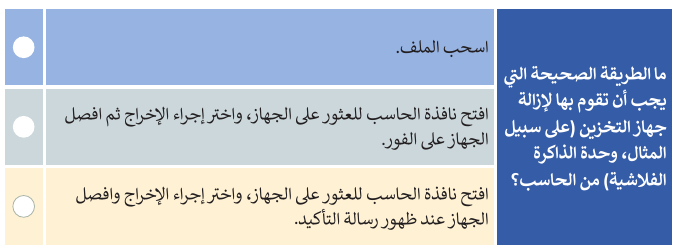 ما الطريقة الصحيحة التي
يجب أن تقوم بها لإزالة
جهاز التخزين (على سبيل
المثال، وحدة الذاكرة
الفلاشية) من الحاسب؟
اسحب الملف.
افتح نافذة الحاسب للعثور على الجهاز، واختر إجراء الإخراج ثم افصل
الجهاز على الفور.
افتح نافذة الحاسب للعثور على الجهاز، واختر إجراء الإخراج وافصل
الجهاز عند ظهور رسالة التأكيد.